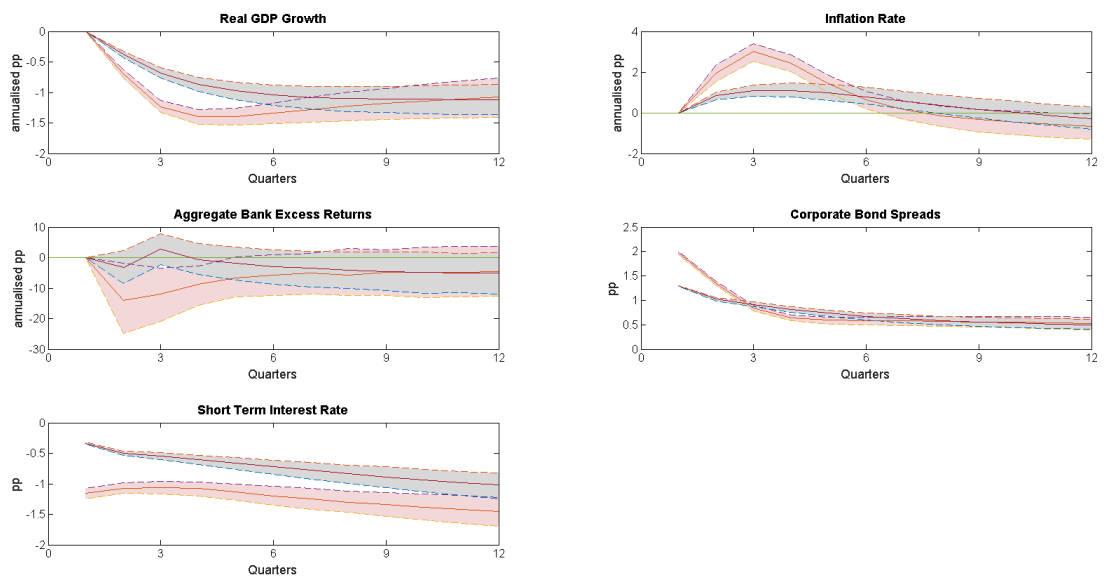 Real GDP Growth
0
-0.5
-1
-1.5
-2
annualised pp
0 3 6 9 12
Quarters
Inflation Rate
4
2
0
-2
annualised pp
0 3 6 9 12
Quarters
Aggregate Bank Excess Returns
10
0
-10
-20
-30
annualised pp
0 3 6 9 12
Quarters
Corporate Bond Spreads
2.5
2
1.5
1
0.5
0
pp
0 3 6 9 12
Quarters
Short Term Interest Rate
0
-0.5
-1
-1.5
-2
pp
0 3 6 9 12
Quarters